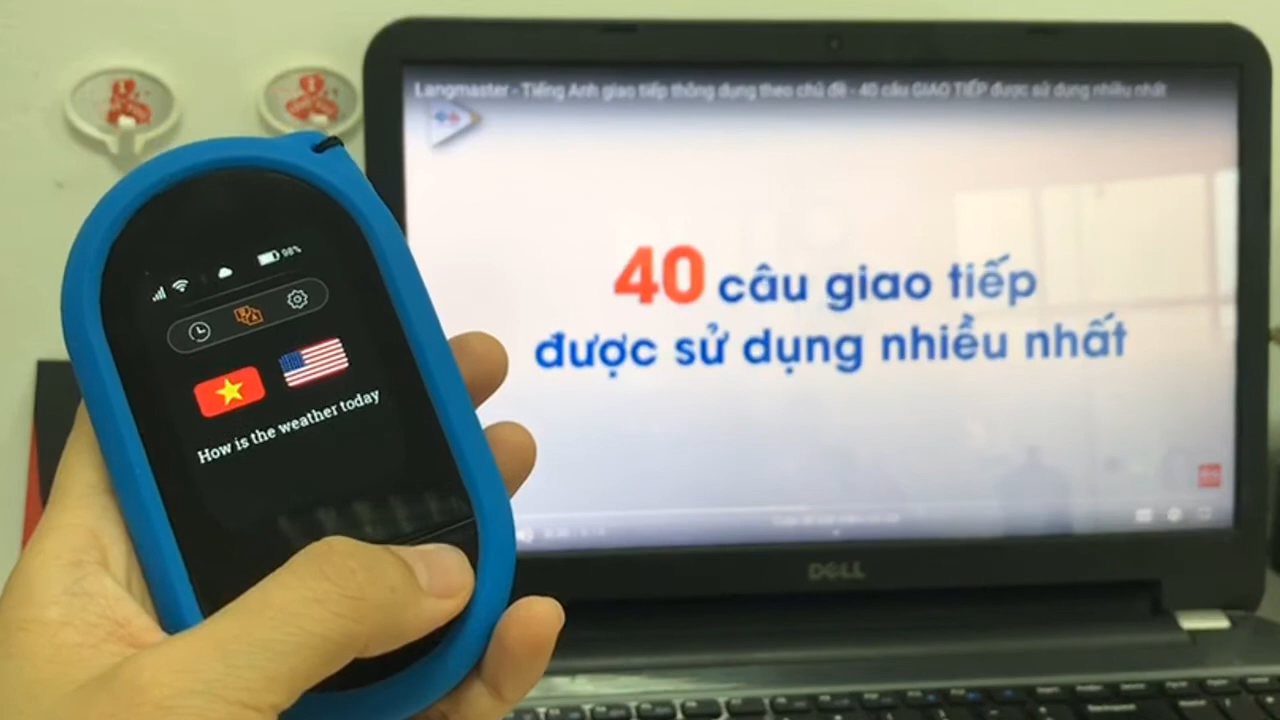 Langmaster - Tiếng Anh giao tiếp thông dụng theo chủ đề - 40 câu GIAO TIẾP được sử dụng nhiều nhất
40 câu giao tiếp
được sử dụng nhiều nhất
98%
How is the weather today
DELL